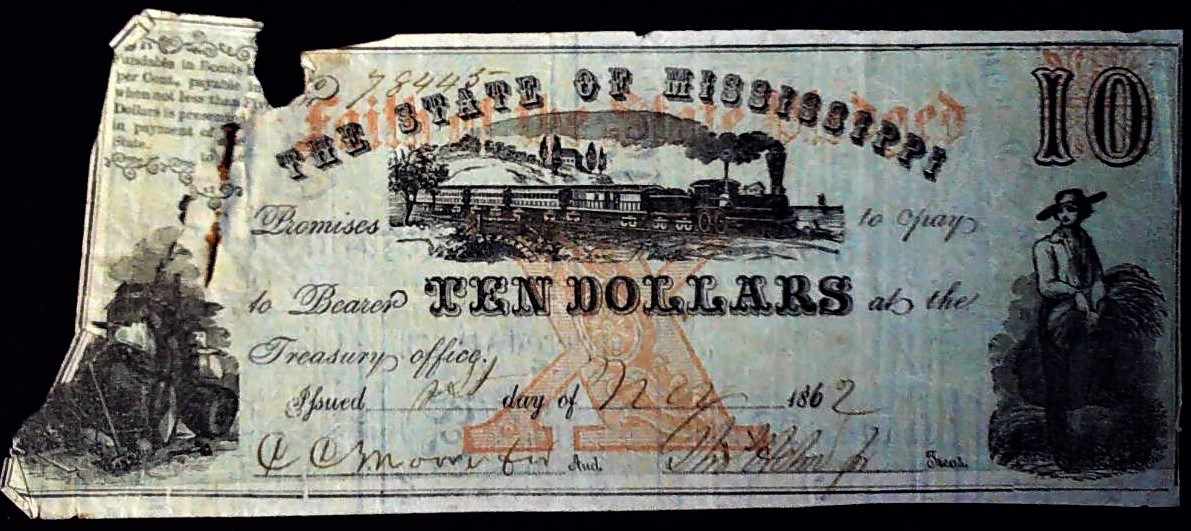 undable in Bonds
per Cent., payable
when not less than
Dollars is presen
in payment of
State.
78445
THE STATE OF MISSISSIPPI
Faith of the State Pledged
10
Promises to pay
to Bearer TEN DOLLARS at the
Treasury office,
X
Issued day of 1862
Aud. Treas.